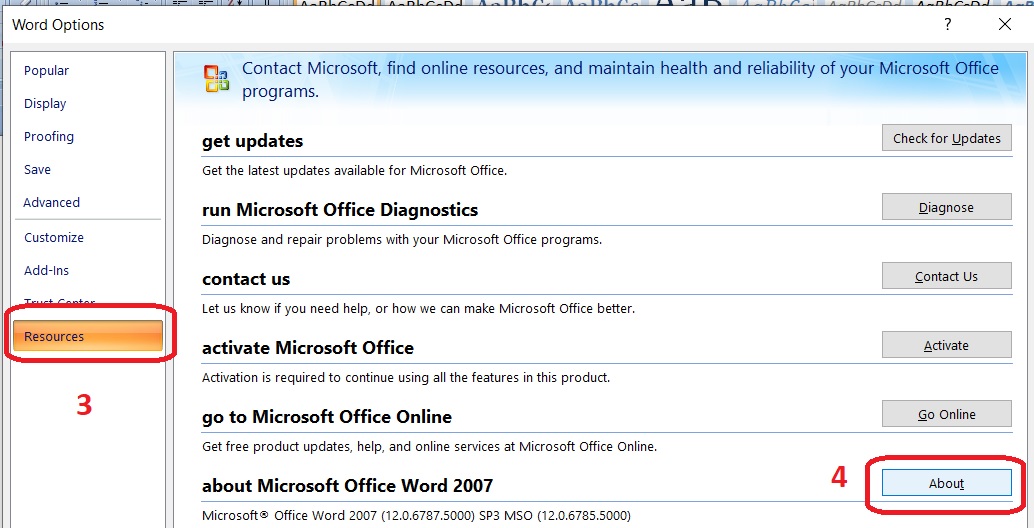 AaBbCcDd
AaBbCcDd
Word Options
?
Popular
Display
Proofing
Save
Advanced
Customize
Add-Ins
Trust Center
Resources
3
Contact Microsoft, find online resources, and maintain health and reliability of your Microsoft Office
programs.
get updates
Check for Updates
Get the latest updates available for Microsoft Office.
run Microsoft Office Diagnostics
Diagnose
Diagnose and repair problems with your Microsoft Office programs.
contact us
Contact Us
Let us know if you need help, or how we can make Microsoft Office better.
activate Microsoft Office
Activate
Activation is required to continue using all the features in this product.
go to Microsoft Office Online
Go Online
Get free product updates, help, and online services at Microsoft Office Online.
4
about Microsoft Office Word 2007
About
Microsoft® Office Word 2007 (12.0.6787.5000) SP3 MSO (12.0.6785.5000)